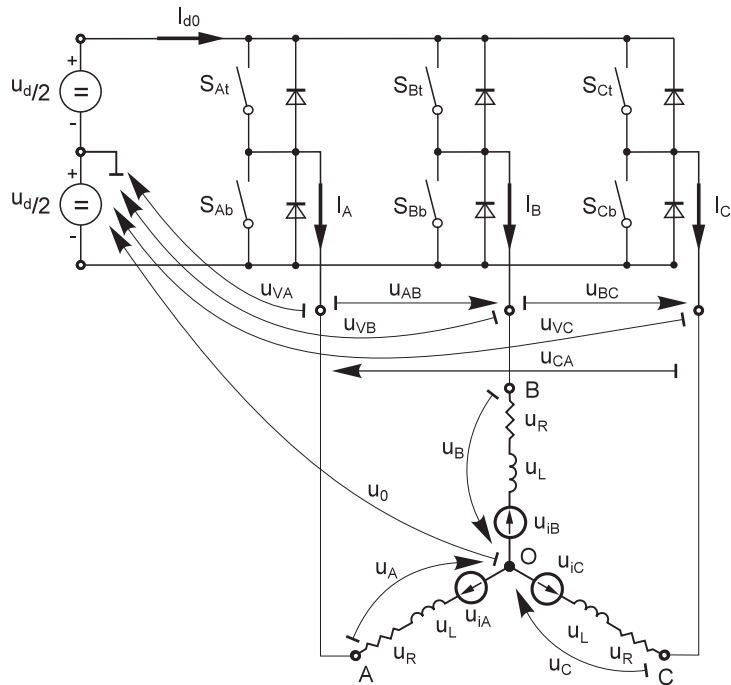 I_d0
+
u_d/2
=
-
S_At
S_Bt
S_Ct
+
u_d/2
=
-
S_Ab
I_A
S_Bb
I_B
S_Cb
I_C
u_VA
u_AB
u_BC
u_VB
u_VC
u_CA
B
u_R
u_B
u_L
u_0
u_iB
O
u_iC
u_A
u_iA
u_L
u_L
u_R
u_C
u_R
A
C